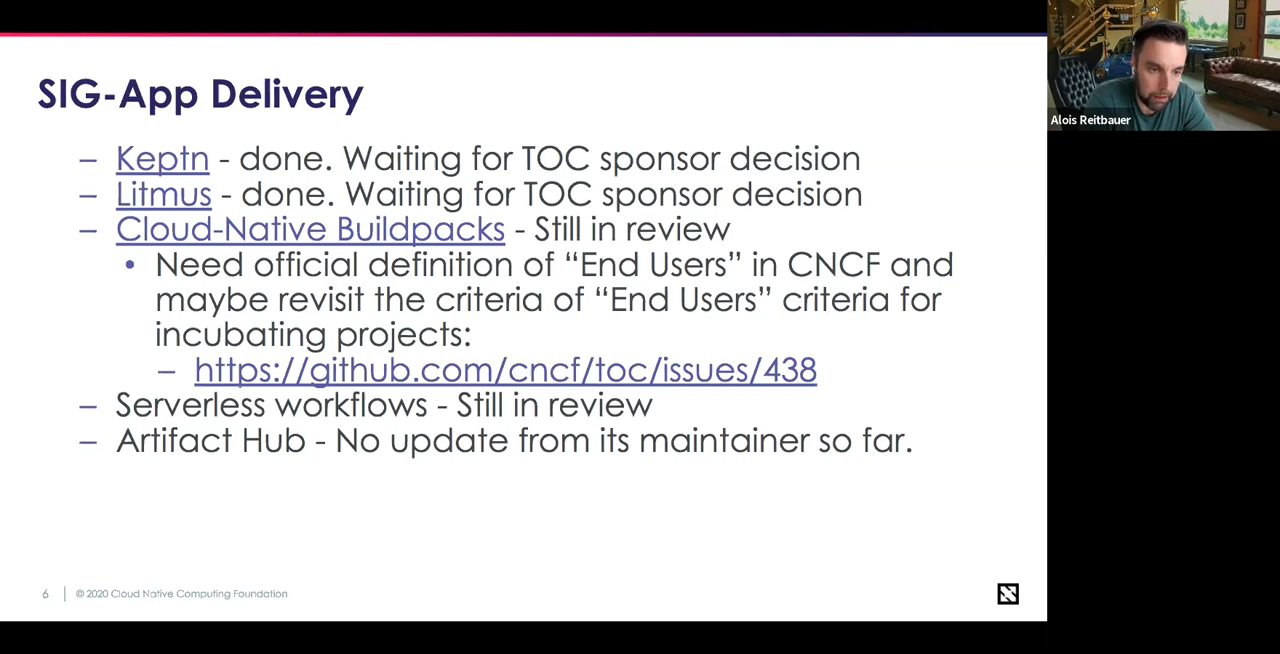 SIG-App Delivery
– Keptn - done. Waiting for TOC sponsor decision
– Litmus - done. Waiting for TOC sponsor decision
– Cloud-Native Buildpacks - Still in review
• Need official definition of “End Users” in CNCF and
maybe revisit the criteria of “End Users” criteria for
incubating projects:
– https://github.com/cncf/toc/issues/438
– Serverless workflows - Still in review
– Artifact Hub - No update from its maintainer so far.
6 | © 2020 Cloud Native Computing Foundation
Alois Reitbauer